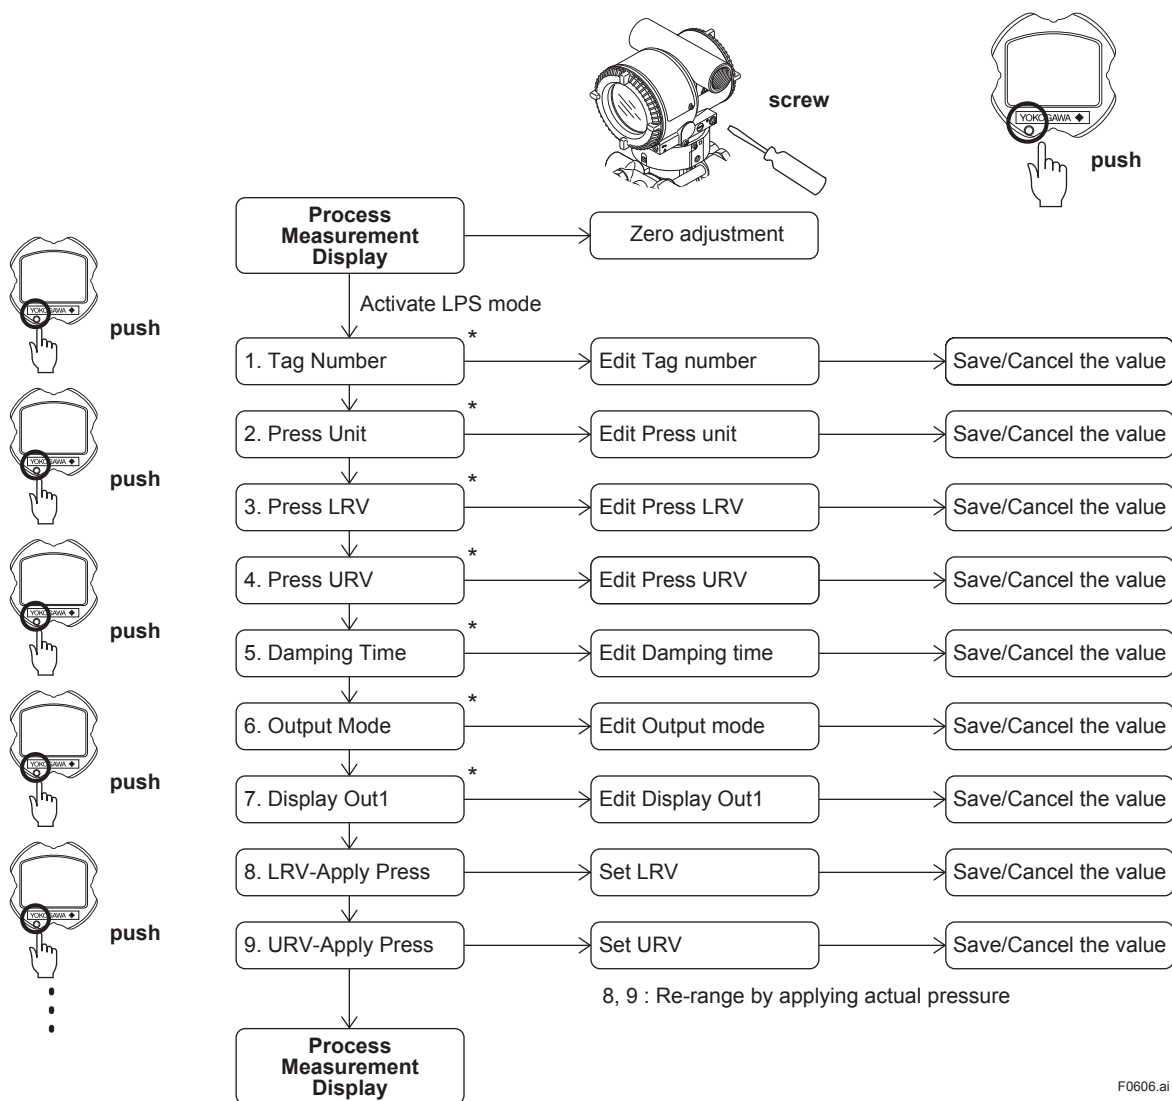 screw
YOKOGAWA ◆
push
Process
Measurement
Display
Zero adjustment
YOKOGAWA ◆
push
Activate LPS mode
1. Tag Number
*
Edit Tag number
Save/Cancel the value
YOKOGAWA ◆
push
2. Press Unit
*
Edit Press unit
Save/Cancel the value
3. Press LRV
*
Edit Press LRV
Save/Cancel the value
YOKOGAWA ◆
push
4. Press URV
*
Edit Press URV
Save/Cancel the value
5. Damping Time
*
Edit Damping time
Save/Cancel the value
YOKOGAWA ◆
push
6. Output Mode
*
Edit Output mode
Save/Cancel the value
7. Display Out1
*
Edit Display Out1
Save/Cancel the value
YOKOGAWA ◆
push
8. LRV-Apply Press
Set LRV
Save/Cancel the value
9. URV-Apply Press
Set URV
Save/Cancel the value
8, 9 : Re-range by applying actual pressure
Process
Measurement
Display
F0606.ai